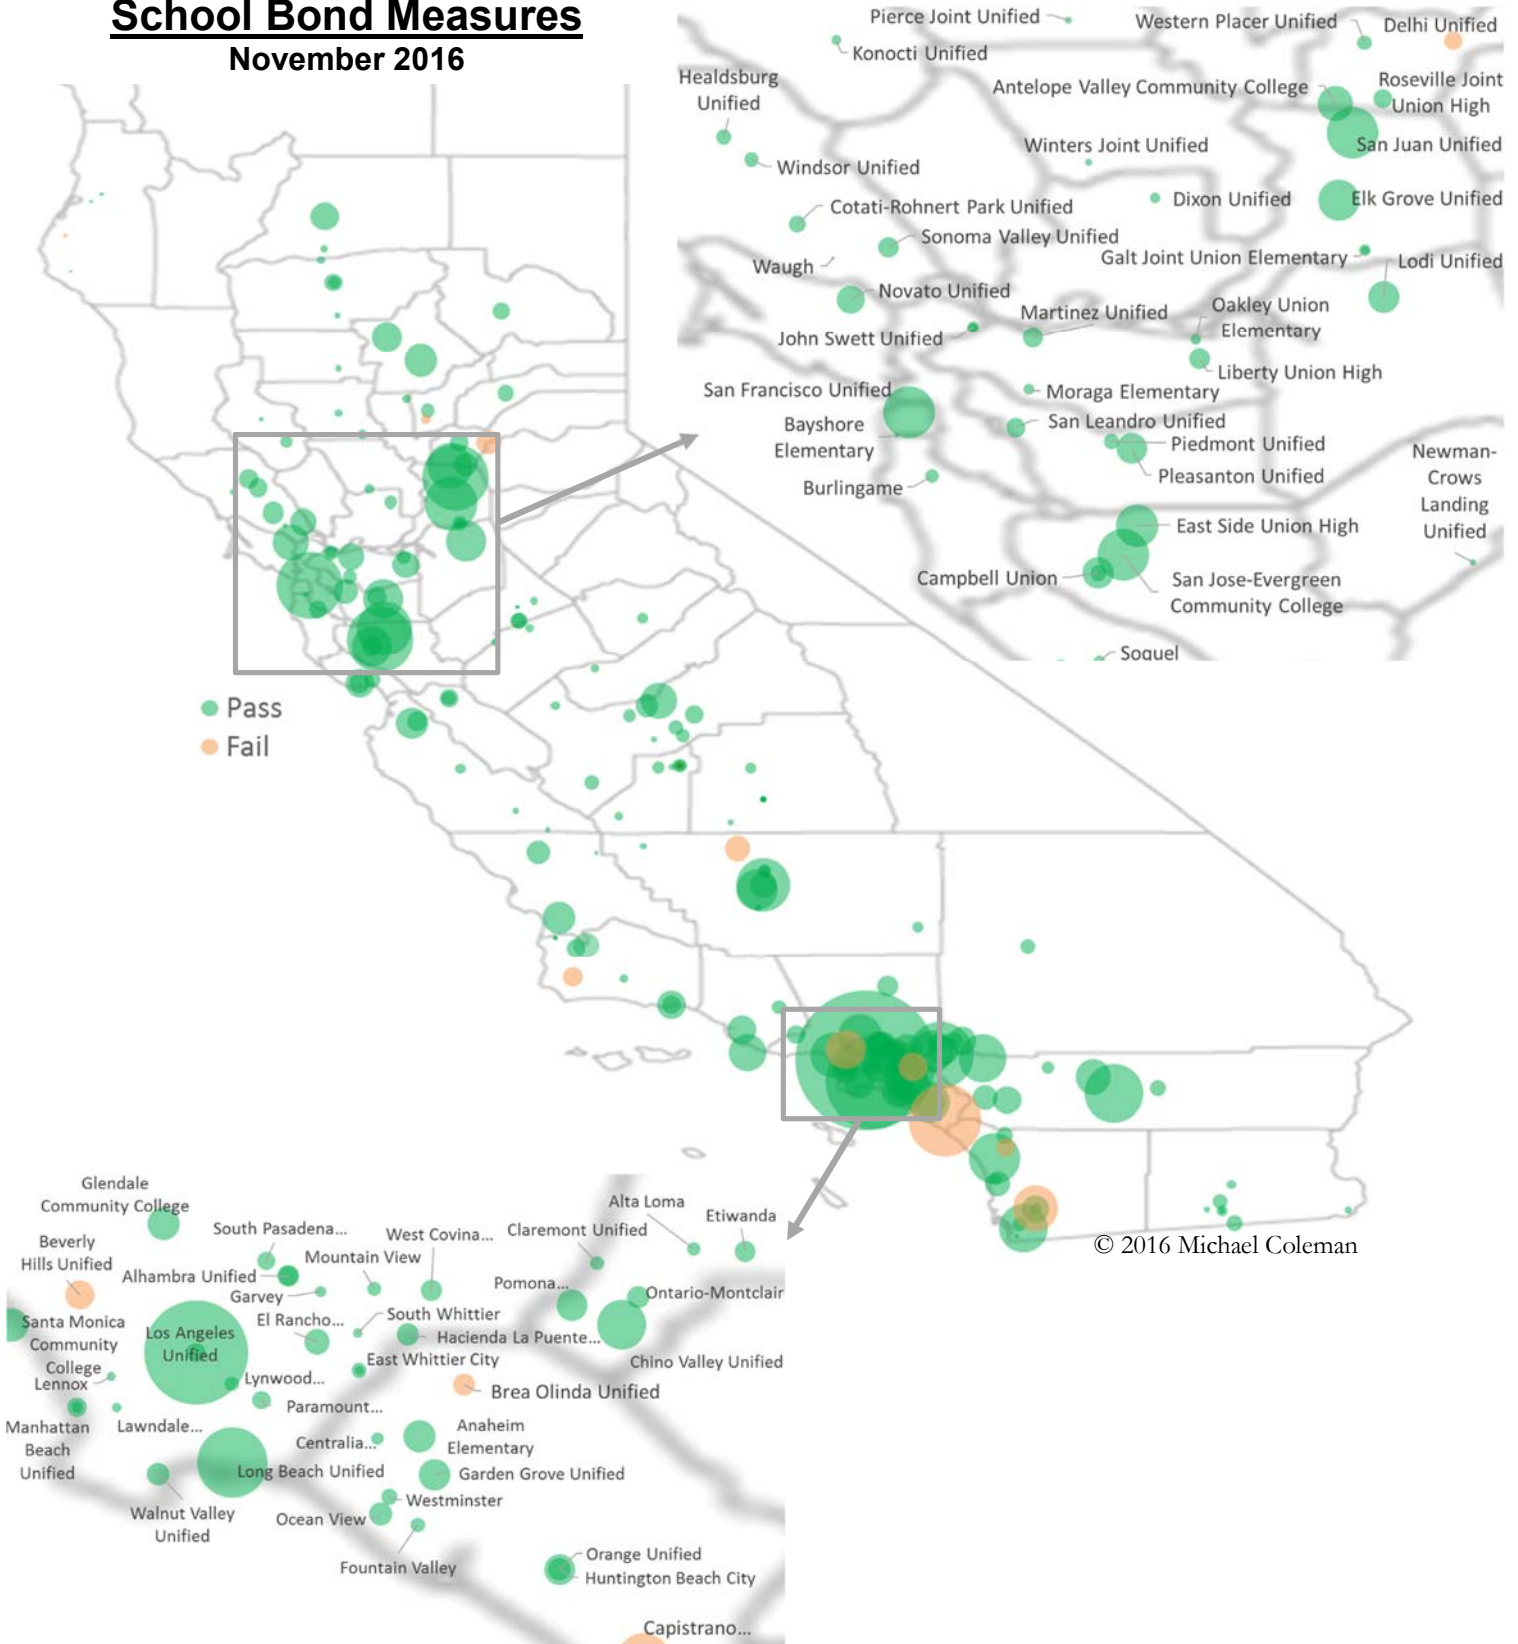 School Bond Measures
November 2016
Pierce Joint Unified
Western Placer Unified
Delhi Unified
Konocti Unified
Healdsburg
Unified
Antelope Valley Community College
Roseville Joint
Union High
San Juan Unified
Winters Joint Unified
Windsor Unified
Dixon Unified
Elk Grove Unified
Cotati-Rohnert Park Unified
Sonoma Valley Unified
Waugh
Galt Joint Union Elementary
Lodi Unified
Novato Unified
Martinez Unified
Oakley Union
Elementary
John Swett Unified
Liberty Union High
San Francisco Unified
Moraga Elementary
Bayshore
Elementary
San Leandro Unified
Piedmont Unified
Pleasanton Unified
Burlingame
Newman-
Crows
Landing
Unified
East Side Union High
Campbell Union
San Jose-Evergreen
Community College
Soquel
Pass
Fail
© 2016 Michael Coleman
Glendale
Community College
Beverly
Hills Unified
South Pasadena...
Alhambra Unified
Mountain View
Garvey
West Covina...
Claremont Unified
Alta Loma
Etiwanda
Pomona...
Ontario-Montclair
Santa Monica
Community
College
Los Angeles
Unified
El Rancho...
South Whittier
Hacienda La Puente...
Chino Valley Unified
East Whittier City
Lennox
Lynwood...
Brea Olinda Unified
Paramount...
Manhattan
Beach
Unified
Lawndale...
Centralia...
Anaheim
Elementary
Long Beach Unified
Garden Grove Unified
Walnut Valley
Unified
Westminster
Ocean View
Fountain Valley
Orange Unified
Huntington Beach City
Capistrano...